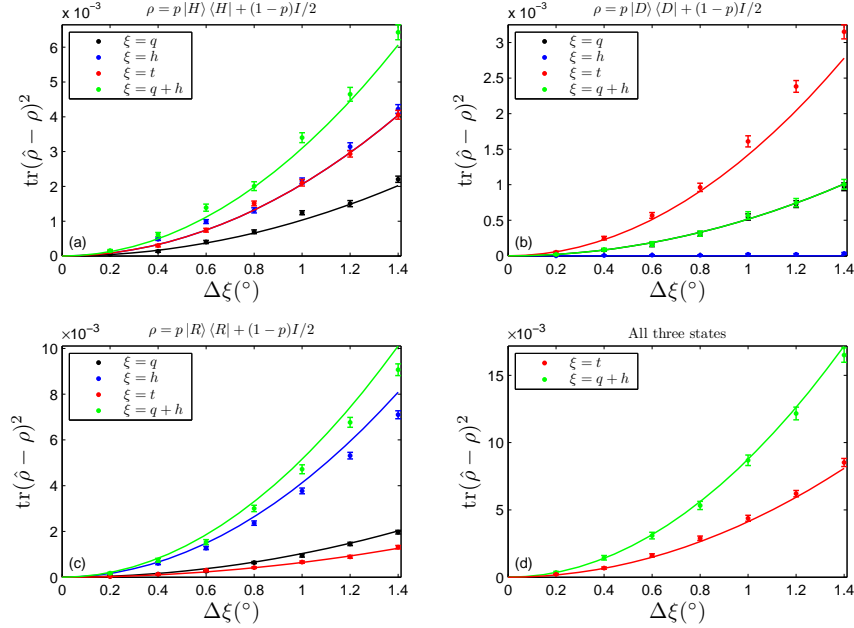 ρ = p |H⟩ ⟨H| + (1 − p)I/2
x 10⁻³
6
5
4
3
2
1
0
tr(ρ̂ − ρ)²
ξ = q
ξ = h
ξ = t
ξ = q + h
(a)
0 0.2 0.4 0.6 0.8 1 1.2 1.4
Δξ(°)
ρ = p |D⟩ ⟨D| + (1 − p)I/2
x 10⁻³
3
2.5
2
1.5
1
0.5
0
tr(ρ̂ − ρ)²
ξ = q
ξ = h
ξ = t
ξ = q + h
(b)
0 0.2 0.4 0.6 0.8 1 1.2 1.4
Δξ(°)
ρ = p |R⟩ ⟨R| + (1 − p)I/2
×10⁻³
10
8
6
4
2
0
tr(ρ̂ − ρ)²
ξ = q
ξ = h
ξ = t
ξ = q + h
(c)
0 0.2 0.4 0.6 0.8 1 1.2 1.4
Δξ(°)
All three states
×10⁻³
15
10
5
0
tr(ρ̂ − ρ)²
ξ = t
ξ = q + h
(d)
0 0.2 0.4 0.6 0.8 1 1.2 1.4
Δξ(°)